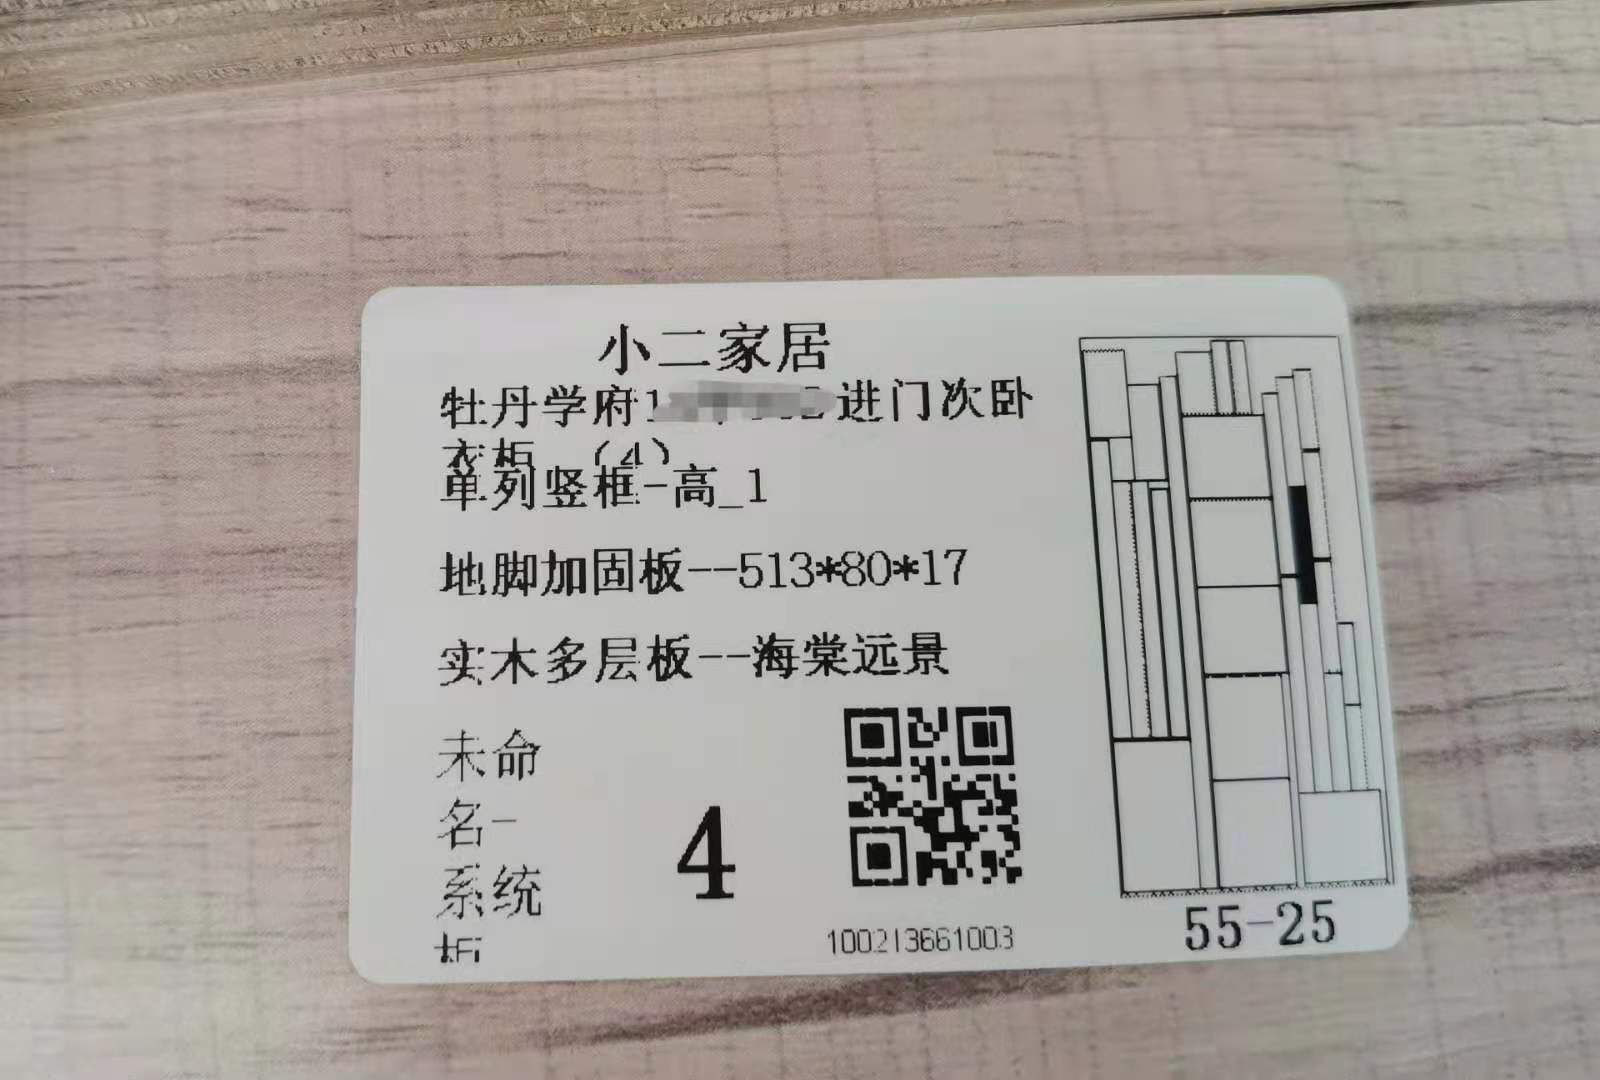 小二家居
牡丹学府1 进门次卧
衣柜 (4)
单列竖框-高_1
地脚加固板--513*80*17
实木多层板--海棠远景
未命
名-
系统
板
4
100213661003
55-25